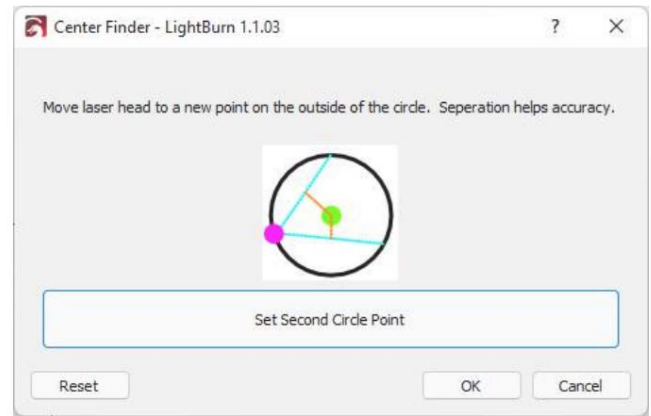 Center Finder - LightBurn 1.1.03
?
Move laser head to a new point on the outside of the circle. Seperation helps accuracy.
Set Second Circle Point
Reset
OK
Cancel